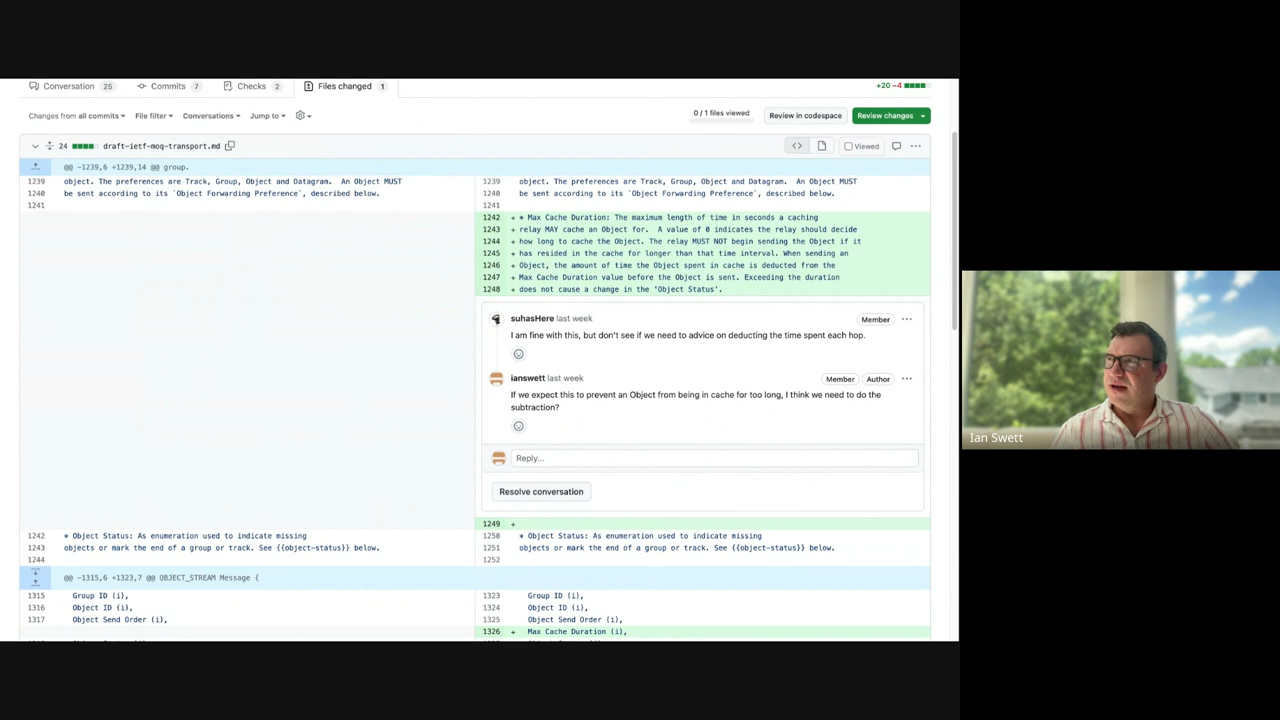 Conversation 25 Commits 7 Checks 2 Files changed 1 +20 −4
Changes from all commits File filter Conversations Jump to 0 / 1 files viewed Review in codespace Review changes
24 draft-ietf-moq-transport.md Viewed
@@ -1239,6 +1239,14 @@ group.
1239 object. The preferences are Track, Group, Object and Datagram. An Object MUST
1240 be sent according to its `Object Forwarding Preference`, described below.
1241
1239 object. The preferences are Track, Group, Object and Datagram. An Object MUST
1240 be sent according to its `Object Forwarding Preference`, described below.
1241
1242 + * Max Cache Duration: The maximum length of time in seconds a caching
1243 + relay MAY cache an Object for. A value of 0 indicates the relay should decide
1244 + how long to cache the Object. The relay MUST NOT begin sending the Object if it
1245 + has resided in the cache for longer than that time interval. When sending an
1246 + Object, the amount of time the Object spent in cache is deducted from the
1247 + Max Cache Duration value before the Object is sent. Exceeding the duration
1248 + does not cause a change in the 'Object Status'.
suhasHere last week Member
I am fine with this, but don't see if we need to advice on deducting the time spent each hop.
ianswett last week Member Author
If we expect this to prevent an Object from being in cache for too long, I think we need to do the
subtraction?
Reply...
Resolve conversation
1249 +
1242 * Object Status: As enumeration used to indicate missing
1243 objects or mark the end of a group or track. See {{object-status}} below.
1244
1250 * Object Status: As enumeration used to indicate missing
1251 objects or mark the end of a group or track. See {{object-status}} below.
1252
@@ -1315,6 +1323,7 @@ OBJECT_STREAM Message {
1315 Group ID (i),
1316 Object ID (i),
1317 Object Send Order (i),
1323 Group ID (i),
1324 Object ID (i),
1325 Object Send Order (i),
1326 + Max Cache Duration (i),
Ian Swett